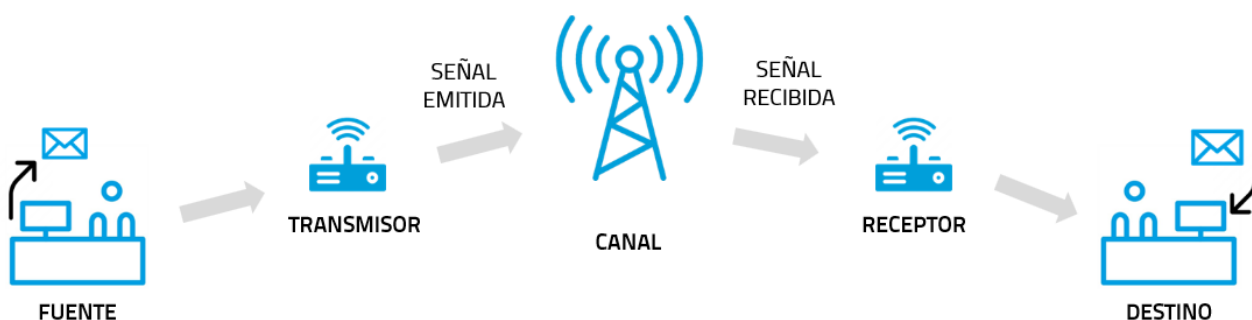 SEÑAL
EMITIDA
SEÑAL
RECIBIDA
FUENTE
TRANSMISOR
CANAL
RECEPTOR
DESTINO